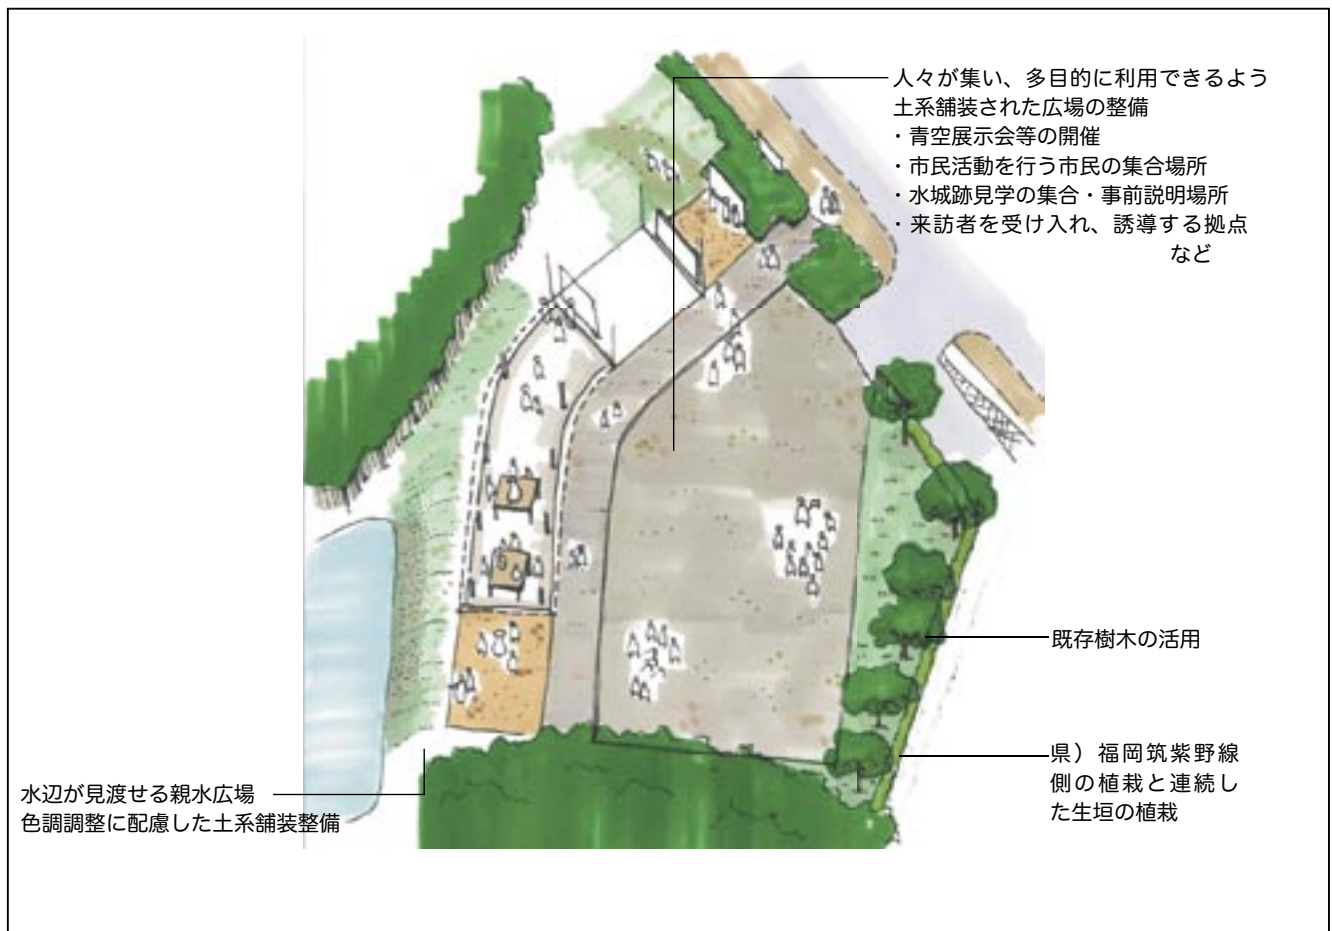 人々が集い、多目的に利用できるよう
土系舗装された広場の整備
・青空展示会等の開催
・市民活動を行う市民の集合場所
・水城跡見学の集合・事前説明場所
・来訪者を受け入れ、誘導する拠点
など
既存樹木の活用
県）福岡筑紫野線
側の植栽と連続し
た生垣の植栽
水辺が見渡せる親水広場
色調調整に配慮した土系舗装整備